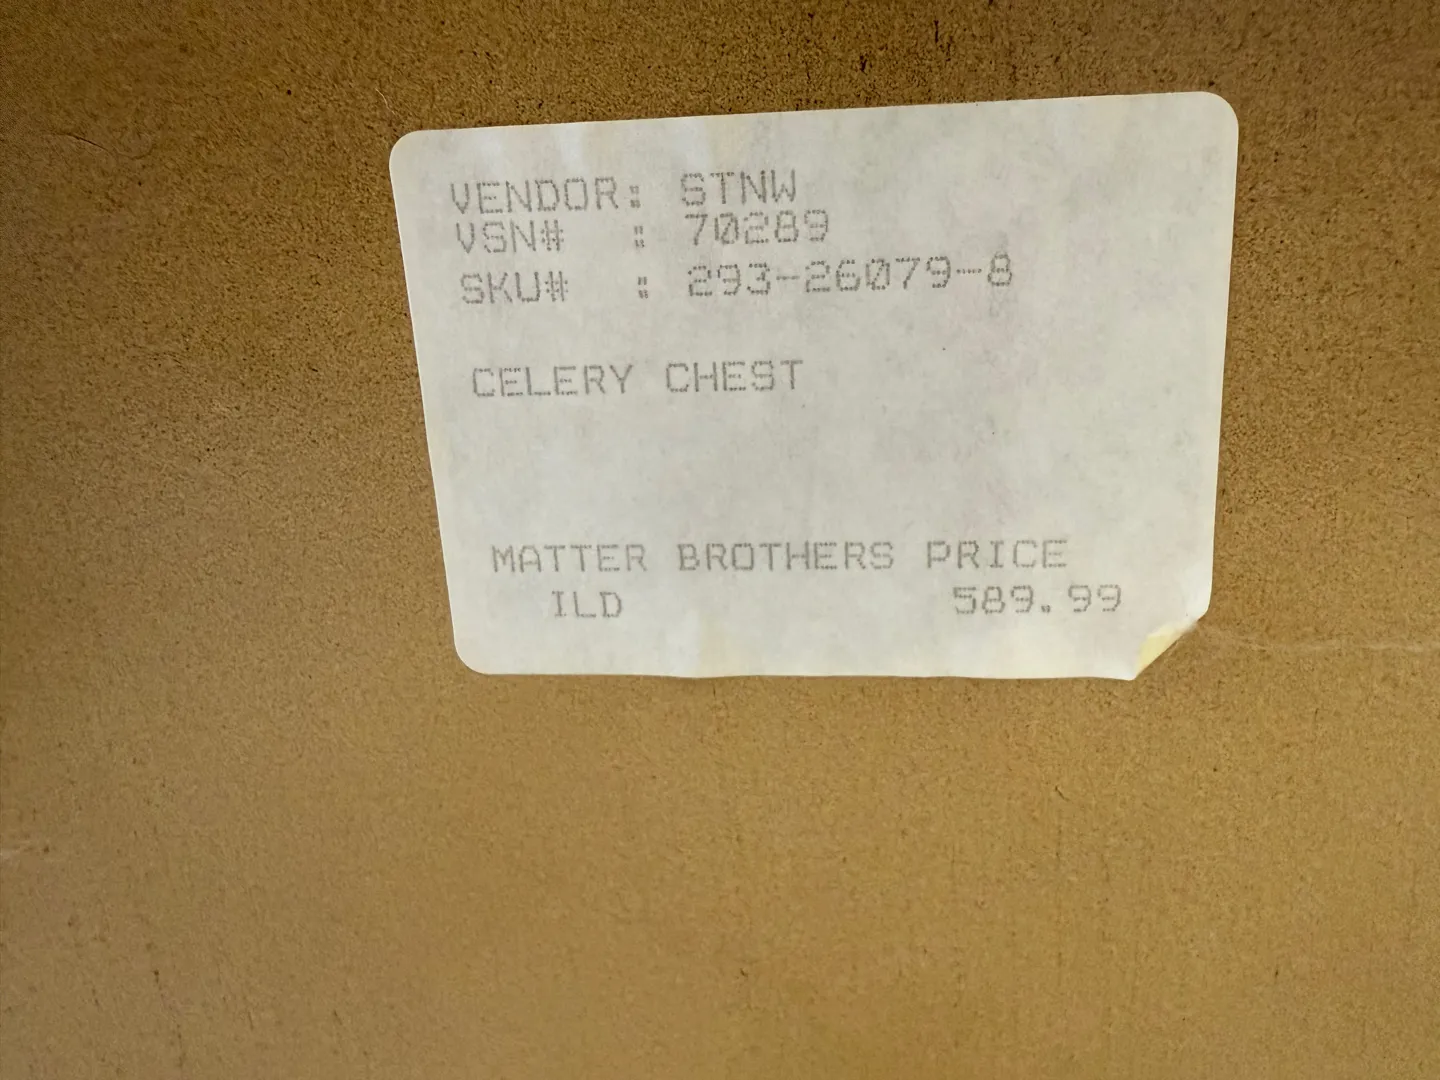 VENDOR: STNW
VSN# : 70289
SKU# : 293-26079-8
CELERY CHEST
MATTER BROTHERS PRICE
ILD 589.99